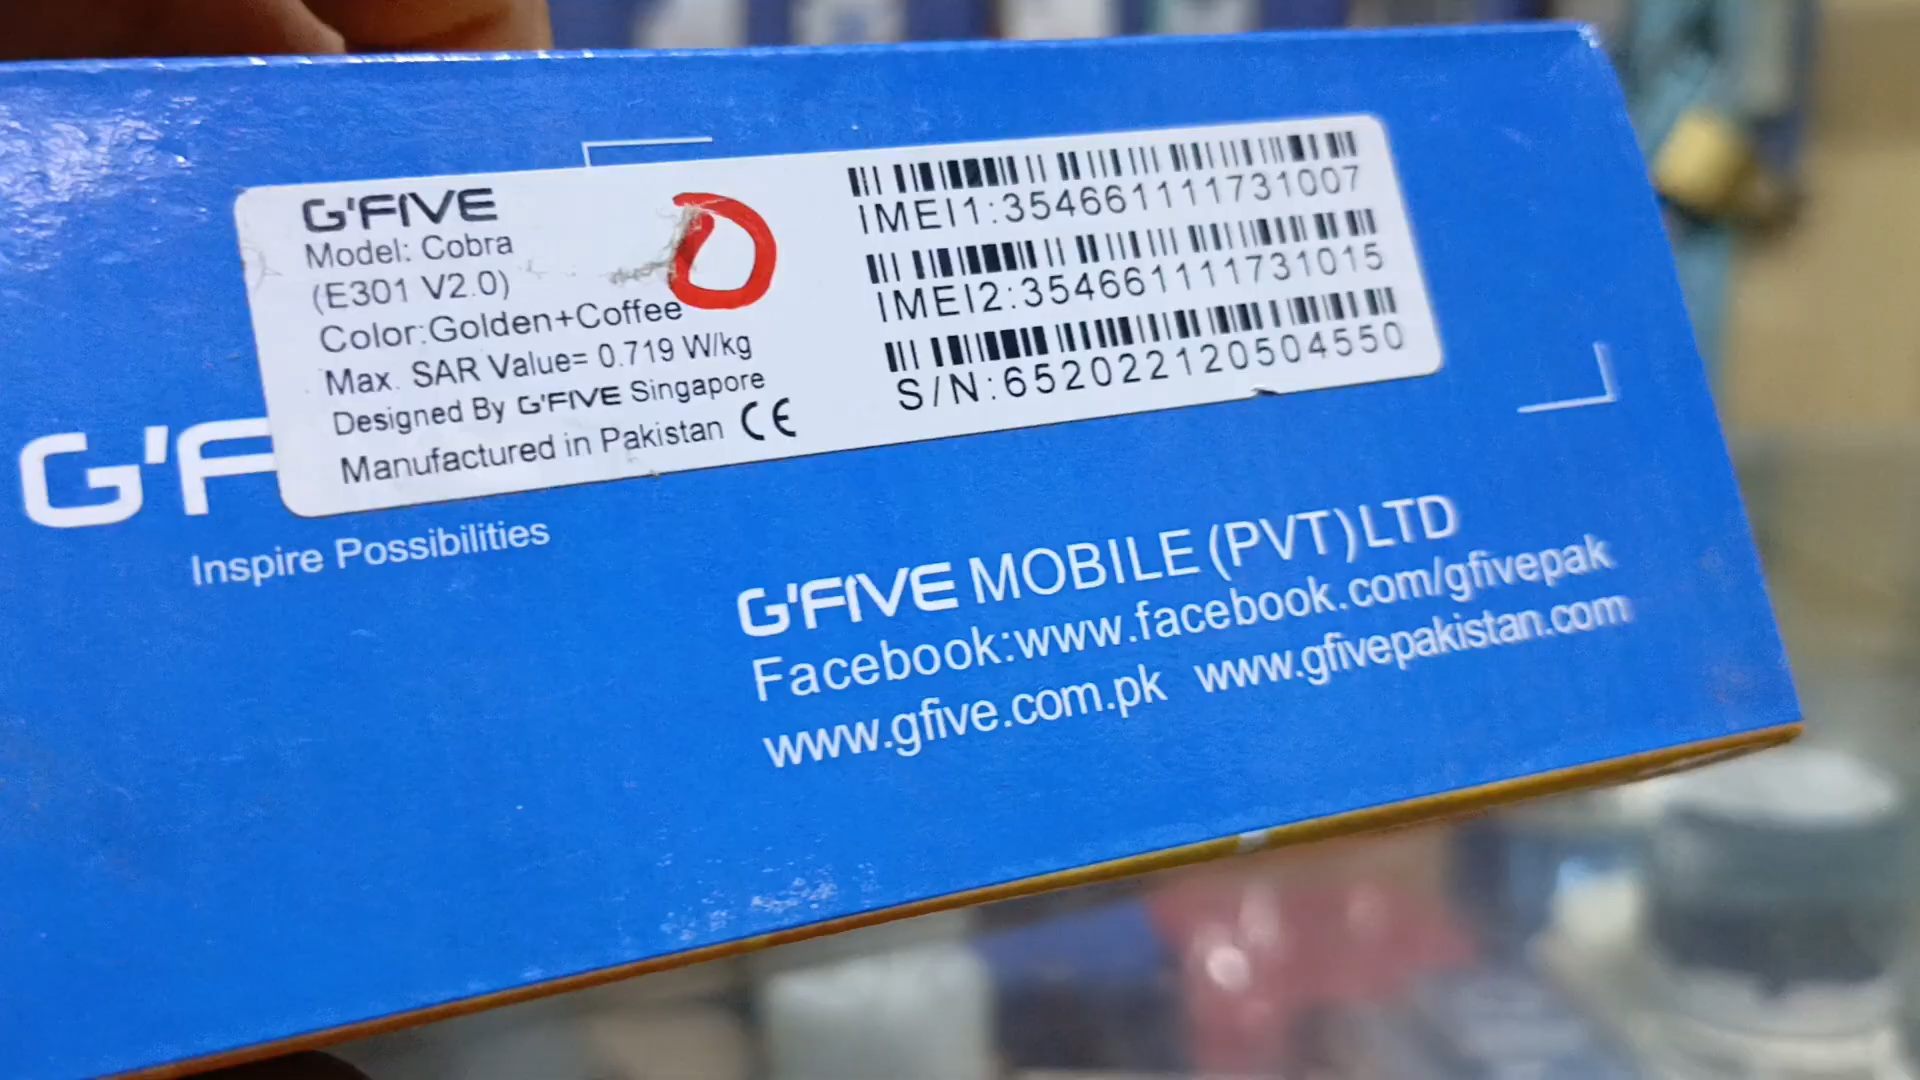 G'FIVE
Model: Cobra
(E301 V2.0)
Color:Golden+Coffee
Max. SAR Value= 0.719 W/kg
Designed By G'FIVE Singapore
Manufactured in Pakistan CE
IMEI1:354661111731007
IMEI2:354661111731015
S/N:652022120504550
G'F
Inspire Possibilities
G'FIVE MOBILE (PVT) LTD
Facebook:www.facebook.com/gfivepak
www.gfive.com.pk www.gfivepakistan.com